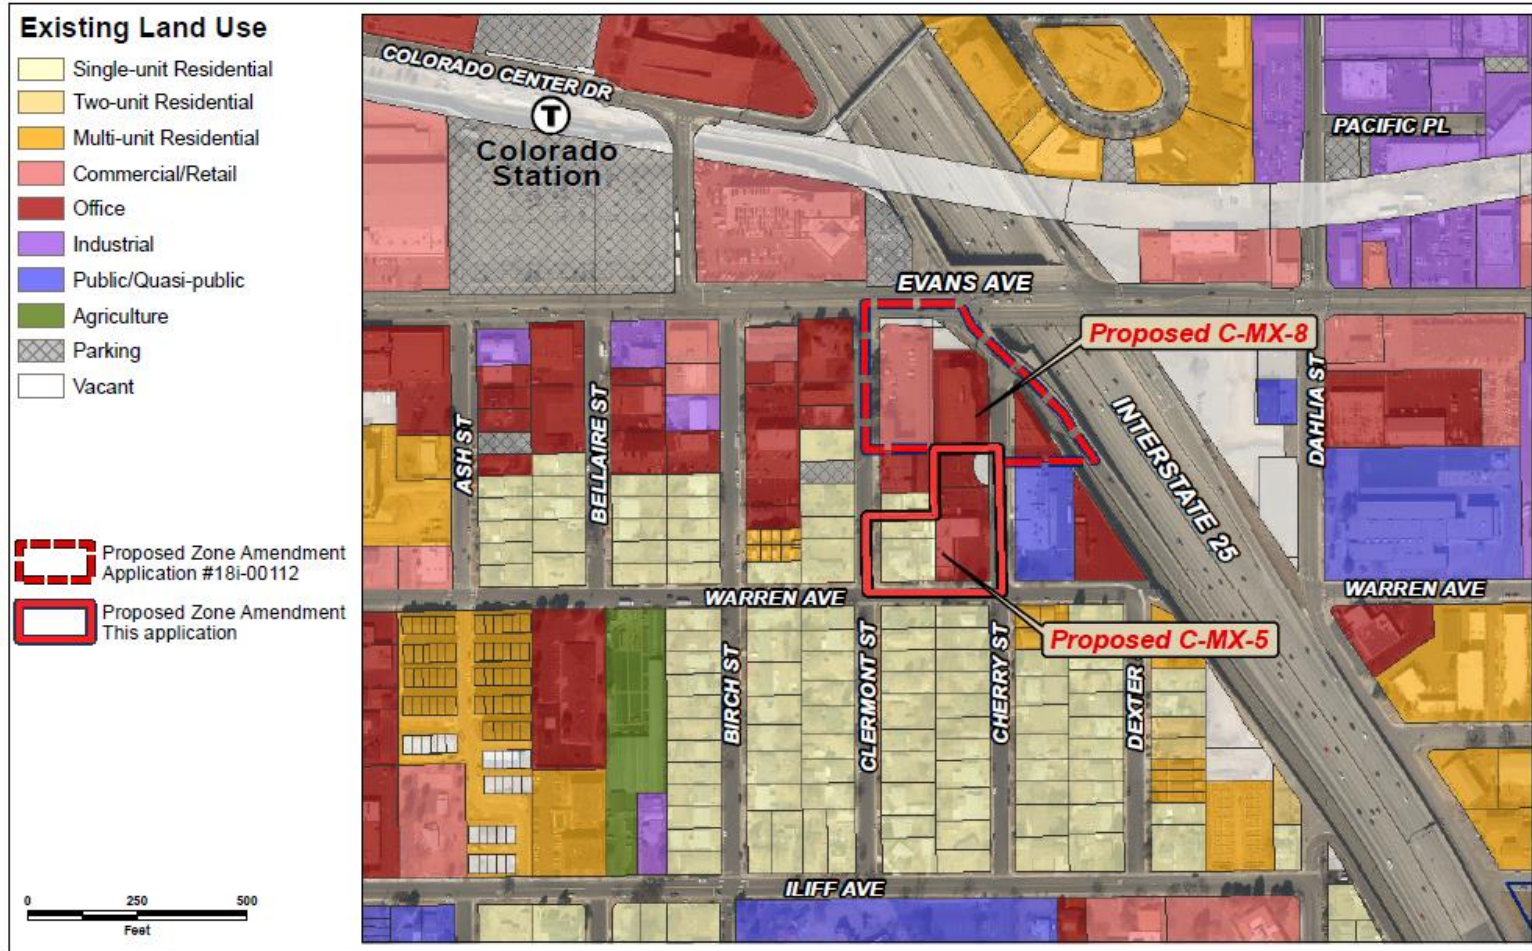 Existing Land Use
Single-unit Residential
Two-unit Residential
Multi-unit Residential
Commercial/Retail
Office
Industrial
Public/Quasi-public
Agriculture
Parking
Vacant
Proposed Zone Amendment
Application #18i-00112
Proposed Zone Amendment
This application
0 250 500
Feet
COLORADO CENTER DR
T
Colorado
Station
PACIFIC PL
EVANS AVE
Proposed C-MX-8
ASH ST
BELLAIRE ST
INTERSTATE 25
DAHLIA ST
WARREN AVE
WARREN AVE
Proposed C-MX-5
BIRCH ST
CLERMONT ST
CHERRY ST
DEXTER
ILIFF AVE